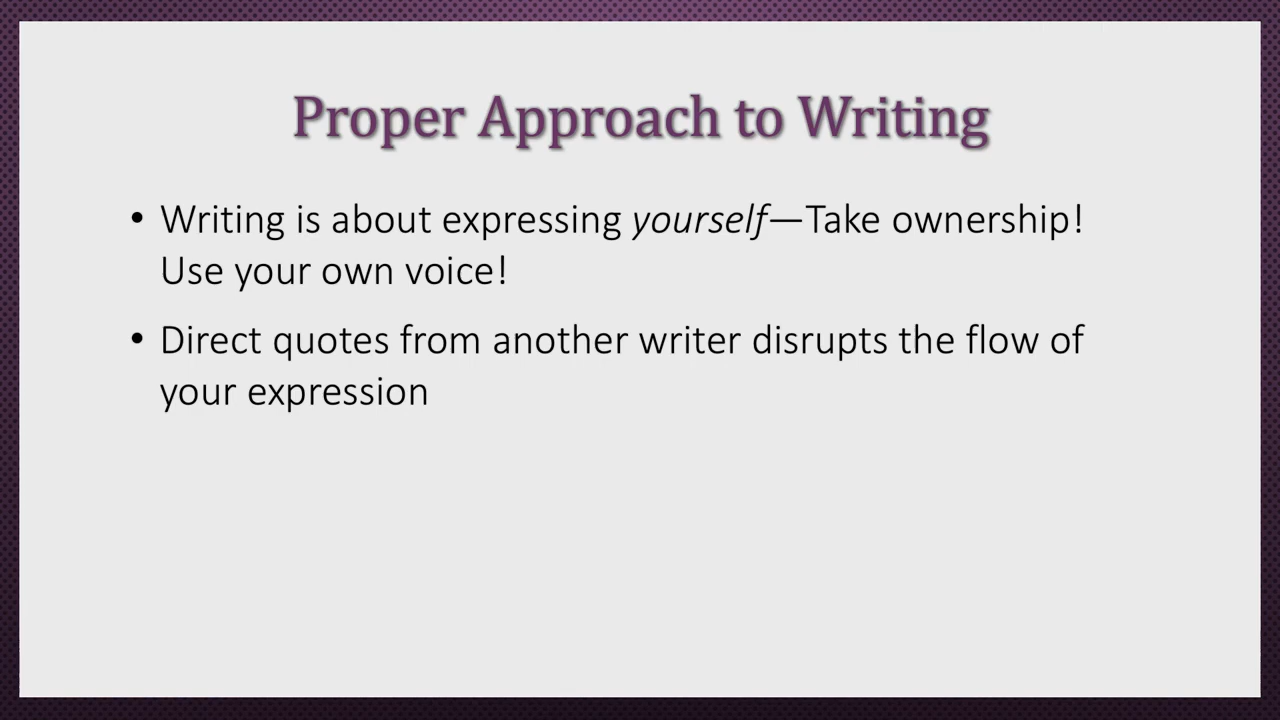 Proper Approach to Writing
• Writing is about expressing yourself—Take ownership!
Use your own voice!
• Direct quotes from another writer disrupts the flow of
your expression